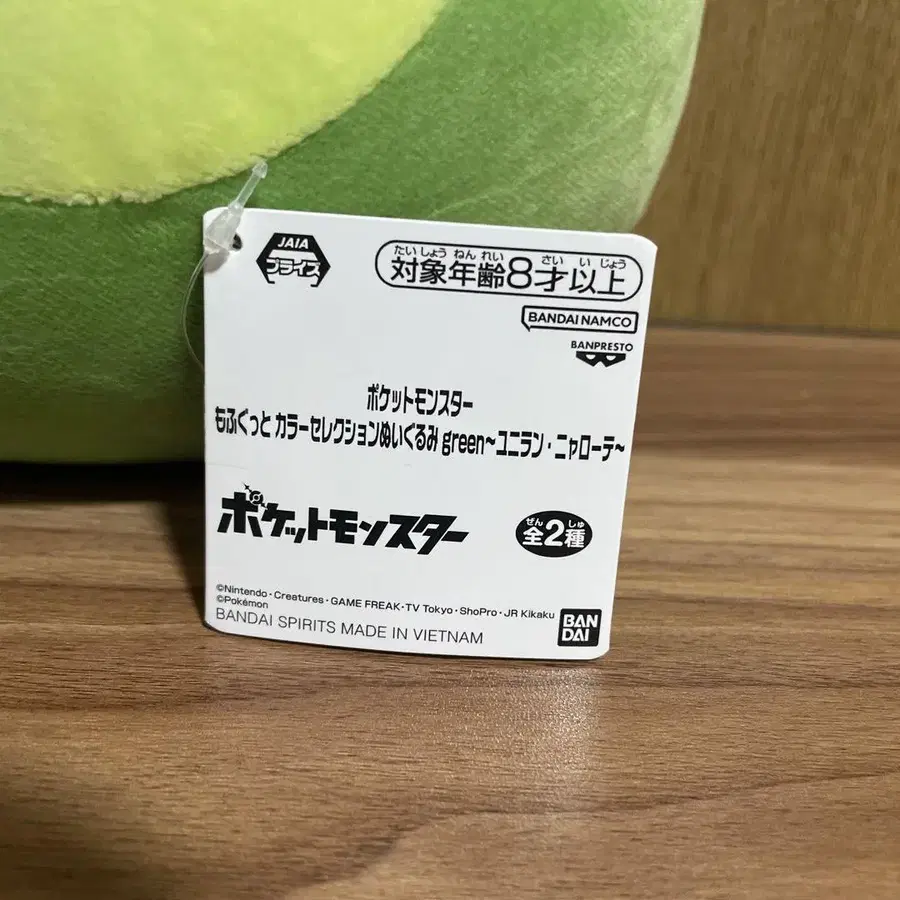 JAIA
プライズ
たいしょう ねん れい さい い じょう
対象年齢8才以上
BANDAI NAMCO
BANPRESTO
ポケットモンスター
もふぐっと カラーセレクションぬいぐるみ green~ユニラン・ニャローテ~
ポケットモンスター
ぜん しゅ
全2種
©Nintendo・Creatures・GAME FREAK・TV Tokyo・ShoPro・JR Kikaku
©Pokémon
BANDAI SPIRITS MADE IN VIETNAM
BAN
DAI